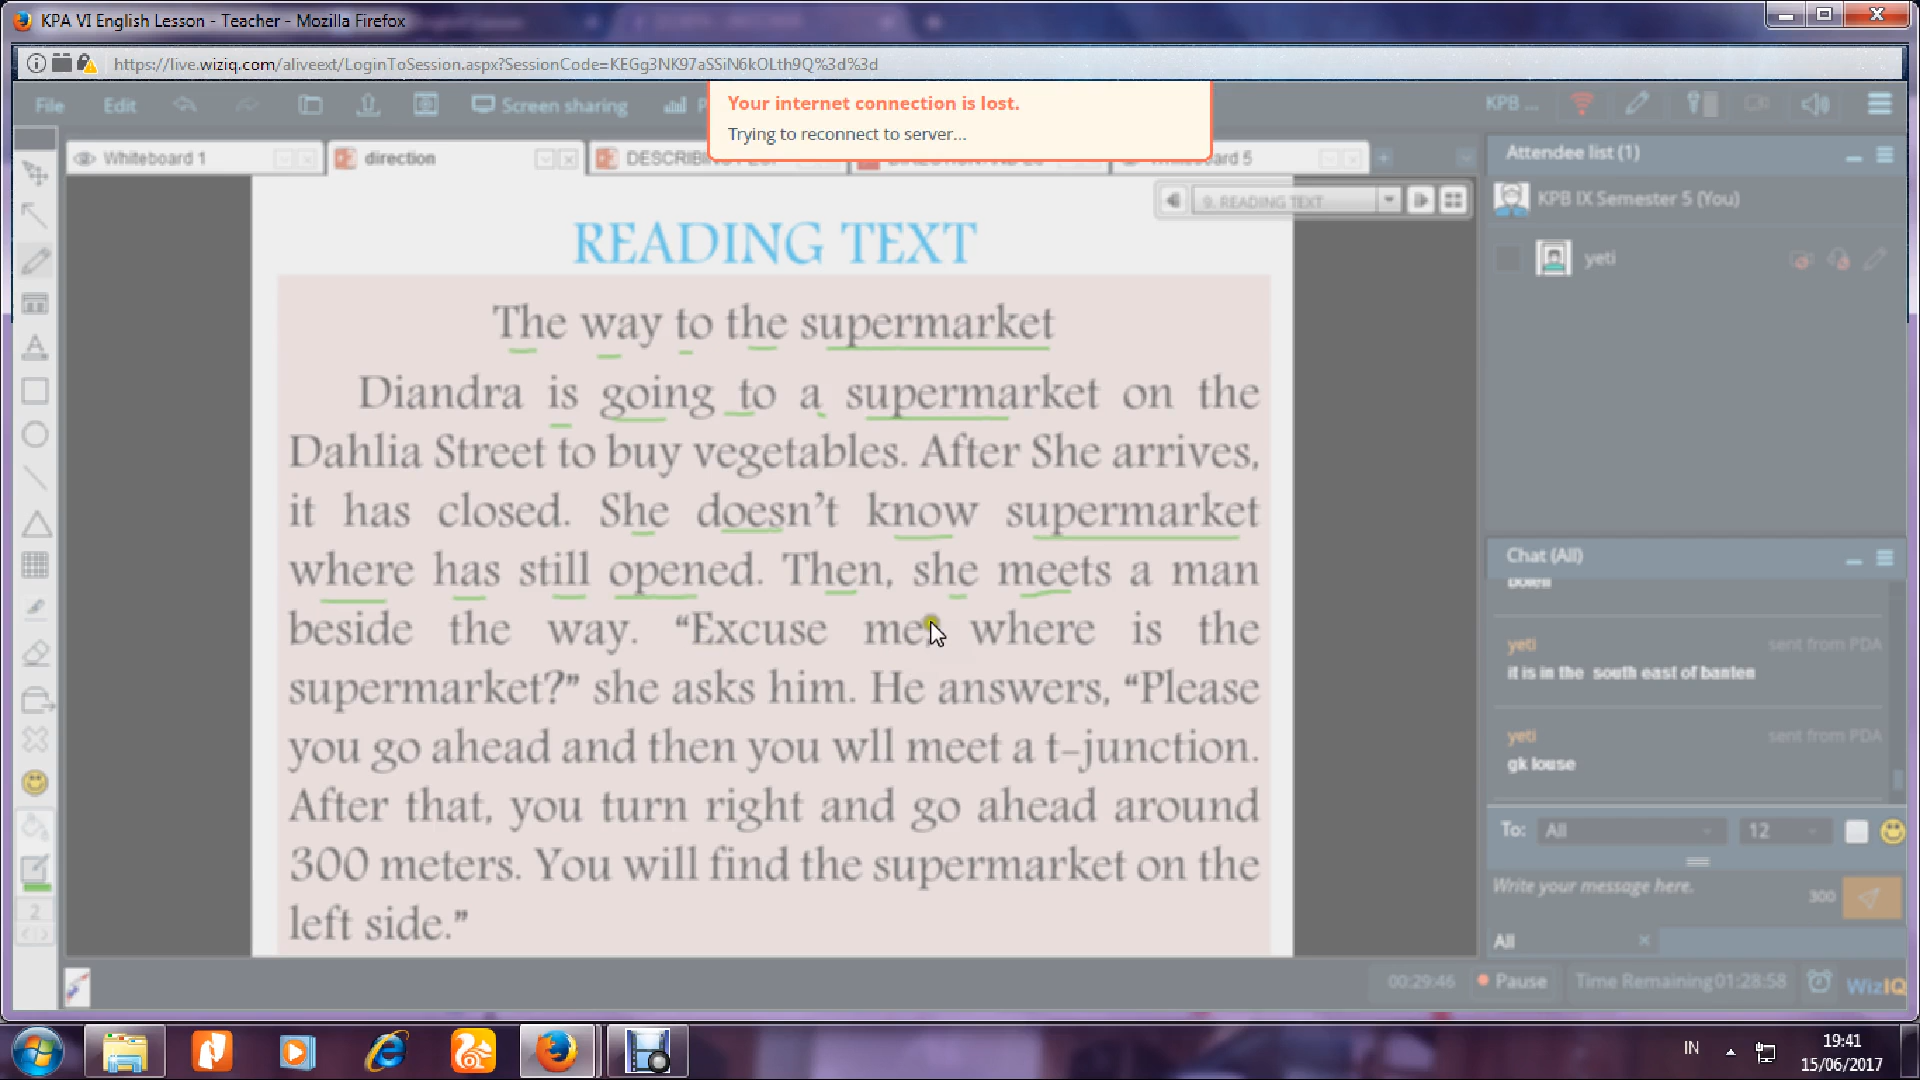 KPA VI English Lesson - Teacher - Mozilla Firefox
https://live.wiziq.com/aliveext/LoginToSession.aspx?SessionCode=KEGg3NK97aSSiN6kOLth9Q%3d%3d
File Edit Screen sharing KPB ...
Your internet connection is lost.
Trying to reconnect to server...
Whiteboard 1 direction
9. READING TEXT
READING TEXT
The way to the supermarket
Diandra is going to a supermarket on the
Dahlia Street to buy vegetables. After She arrives,
it has closed. She doesn't know supermarket
where has still opened. Then, she meets a man
beside the way. “Excuse me, where is the
supermarket?” she asks him. He answers, “Please
you go ahead and then you wll meet a t-junction.
After that, you turn right and go ahead around
300 meters. You will find the supermarket on the
left side.”
Attendee list (1)
KPB IX Semester 5 (You)
yeti
Chat (All)
yeti sent from PDA
it is in the south east of banten
yeti sent from PDA
gk louse
To: All 12
Write your message here. 300
All
2
00:29:46 Pause Time Remaining 01:28:58 WizIQ
IN
19:41
15/06/2017